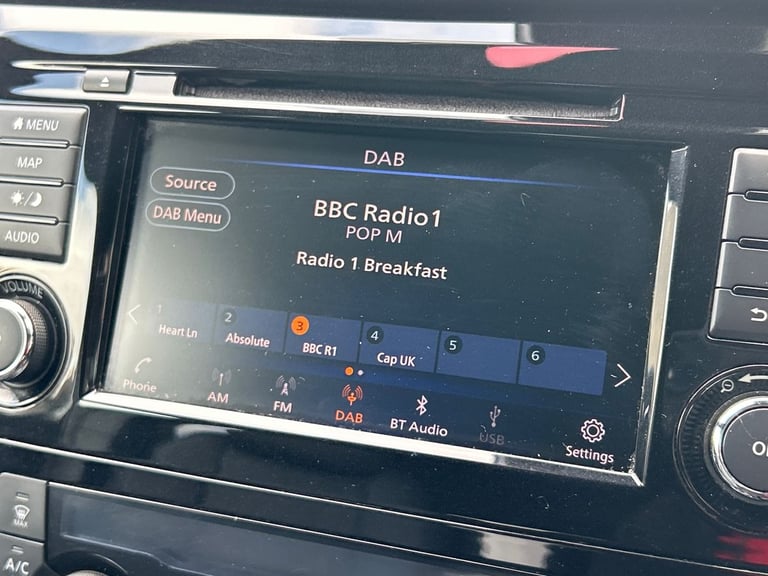 MENU
MAP
AUDIO
VOLUME
DAB
Source
DAB Menu
BBC Radio1
POP M
Radio 1 Breakfast
1
Heart Ln
2
Absolute
3
BBC R1
4
Cap UK
5
6
Phone
AM
FM
DAB
BT Audio
USB
Settings
MAX
A/C